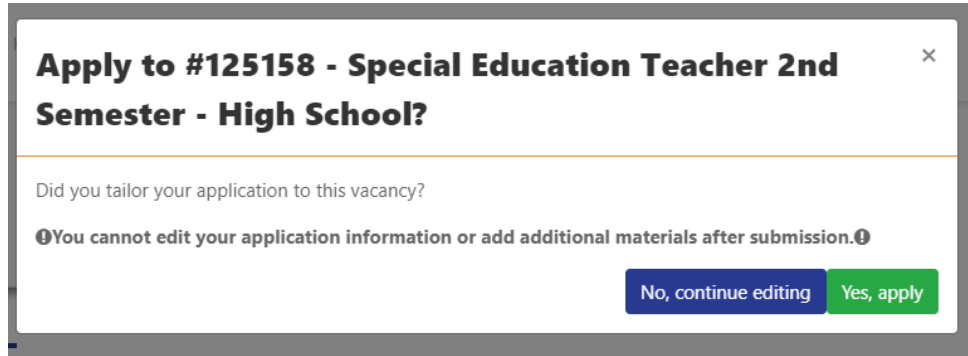 Apply to #125158 - Special Education Teacher 2nd
Semester - High School?
×
Did you tailor your application to this vacancy?
You cannot edit your application information or add additional materials after submission.
No, continue editing
Yes, apply